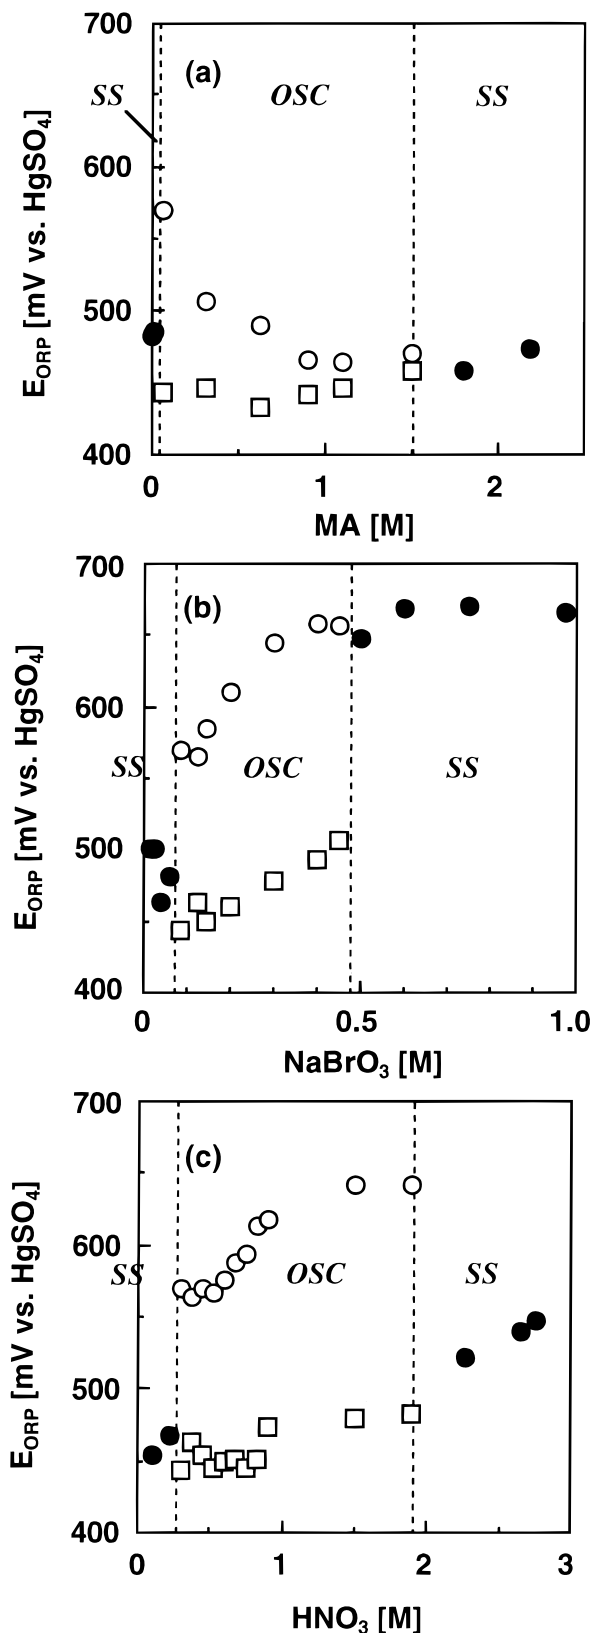 700
(a)
SS
OSC
SS
600
500
400
E_ORP [mV vs. HgSO₄]
0
1
2
MA [M]
700
(b)
600
SS
OSC
SS
500
400
E_ORP [mV vs. HgSO₄]
0
0.5
1.0
NaBrO₃ [M]
700
(c)
600
SS
OSC
SS
500
400
E_ORP [mV vs. HgSO₄]
0
1
2
3
HNO₃ [M]